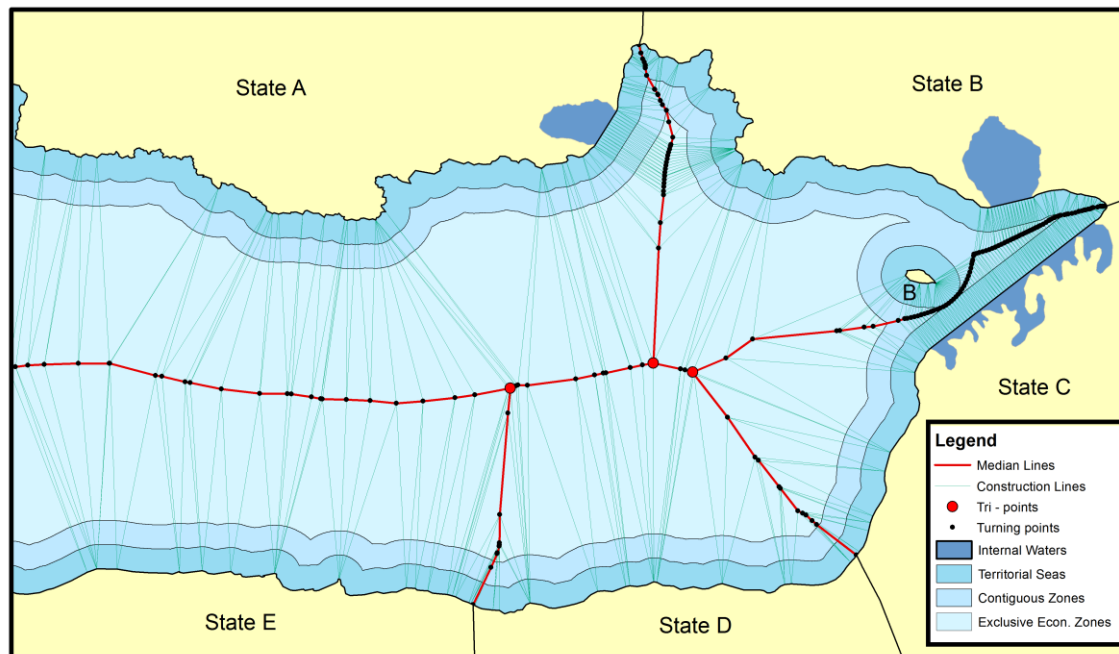 State A
State B
B
State C
State E
State D
Legend
Median Lines
Construction Lines
Tri - points
Turning points
Internal Waters
Territorial Seas
Contiguous Zones
Exclusive Econ. Zones